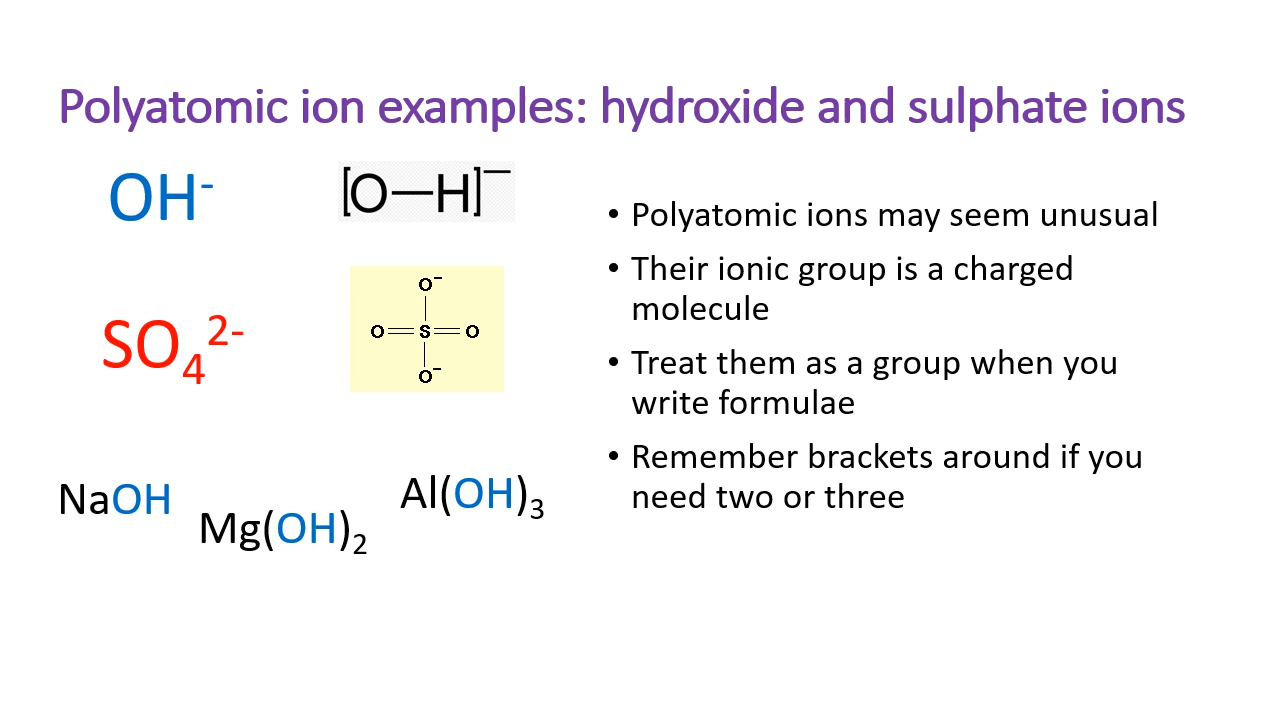 Polyatomic ion examples: hydroxide and sulphate ions
OH⁻
[O—H]⁻
SO₄²⁻
O⁻
O=S=O
O⁻
NaOH
Mg(OH)₂
Al(OH)₃
• Polyatomic ions may seem unusual
• Their ionic group is a charged
molecule
• Treat them as a group when you
write formulae
• Remember brackets around if you
need two or three